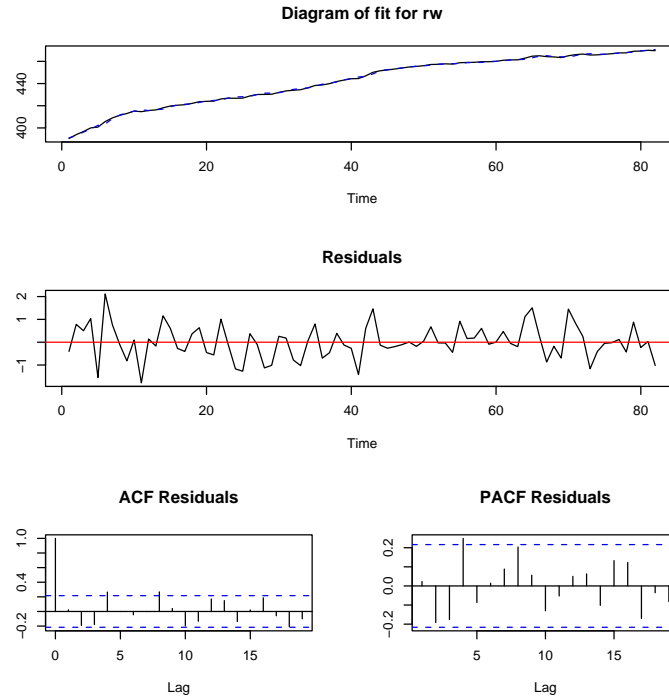 Diagram of fit for rw
440
400
0 20 40 60 80
Time
Residuals
2
1
-1
0 20 40 60 80
Time
ACF Residuals PACF Residuals
1.0
0.4
-0.2
0.2
0.0
-0.2
0 5 10 15
5 10 15
Lag Lag